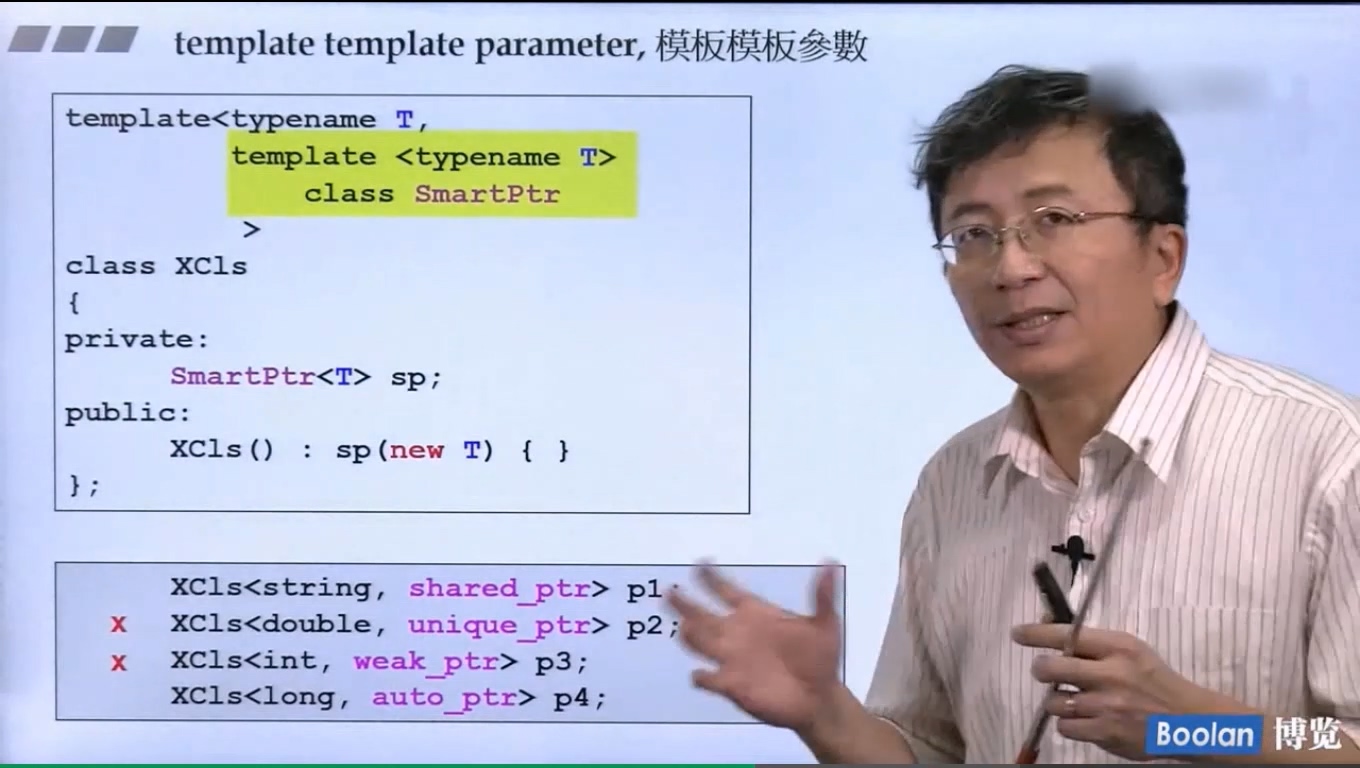 template template parameter, 模板模板參數
template<typename T,
template <typename T>
class SmartPtr
>
class XCls
{
private:
SmartPtr<T> sp;
public:
XCls() : sp(new T) { }
};
XCls<string, shared_ptr> p1;
x XCls<double, unique_ptr> p2;
x XCls<int, weak_ptr> p3;
XCls<long, auto_ptr> p4;
Boolan 博览